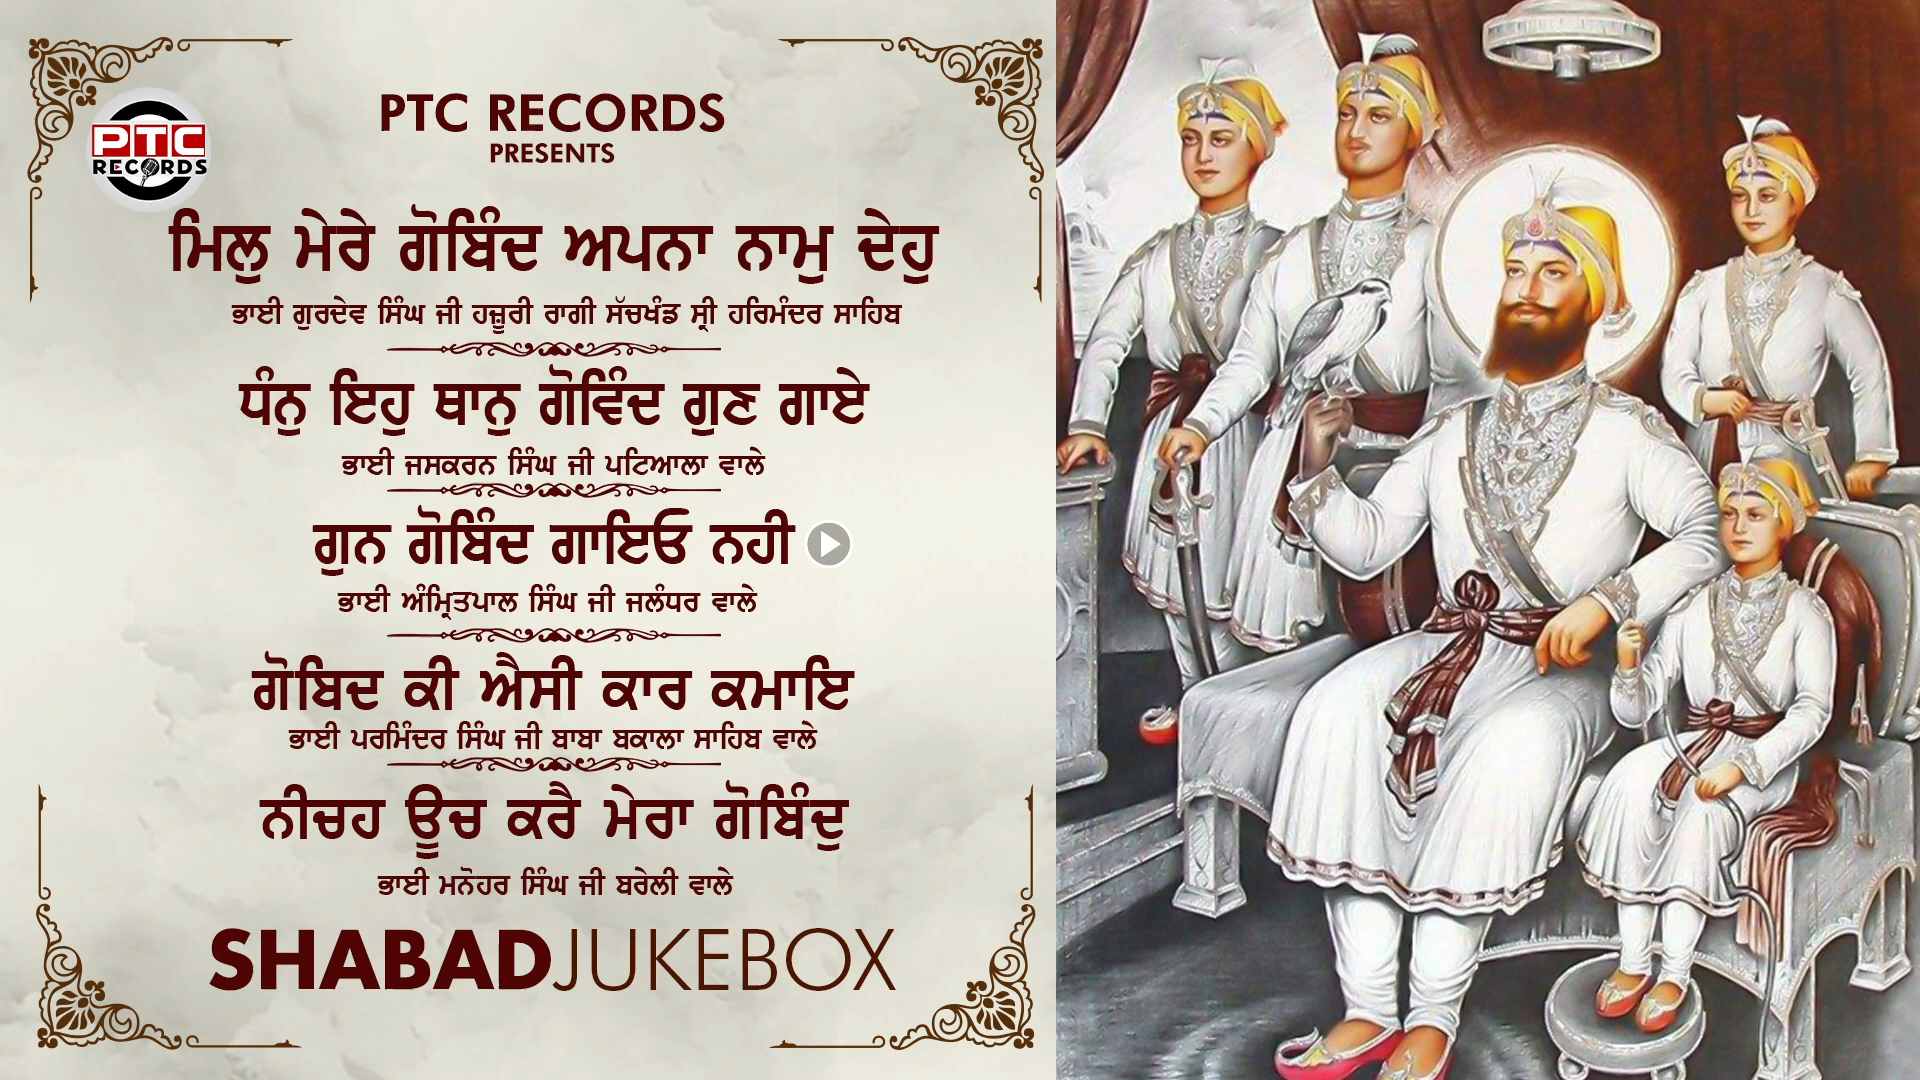 PTC
RECORDS
PTC RECORDS
PRESENTS
ਮਿਲੁ ਮੇਰੇ ਗੋਬਿੰਦ ਅਪਨਾ ਨਾਮੁ ਦੇਹੁ
ਭਾਈ ਗੁਰਦੇਵ ਸਿੰਘ ਜੀ ਹਜ਼ੂਰੀ ਰਾਗੀ ਸੱਚਖੰਡ ਸ੍ਰੀ ਹਰਿਮੰਦਰ ਸਾਹਿਬ
ਧੰਨੁ ਇਹੁ ਥਾਨੁ ਗੋਵਿੰਦ ਗੁਣ ਗਾਏ
ਭਾਈ ਜਸਕਰਨ ਸਿੰਘ ਜੀ ਪਟਿਆਲਾ ਵਾਲੇ
ਗੁਨ ਗੋਬਿੰਦ ਗਾਇਓ ਨਹੀ
ਭਾਈ ਅੰਮ੍ਰਿਤਪਾਲ ਸਿੰਘ ਜੀ ਜਲੰਧਰ ਵਾਲੇ
ਗੋਬਿਦ ਕੀ ਐਸੀ ਕਾਰ ਕਮਾਇ
ਭਾਈ ਪਰਮਿੰਦਰ ਸਿੰਘ ਜੀ ਬਾਬਾ ਬਕਾਲਾ ਸਾਹਿਬ ਵਾਲੇ
ਨੀਚਹ ਊਚ ਕਰੈ ਮੇਰਾ ਗੋਬਿੰਦੁ
ਭਾਈ ਮਨੋਹਰ ਸਿੰਘ ਜੀ ਬਰੇਲੀ ਵਾਲੇ
SHABADJUKEBOX